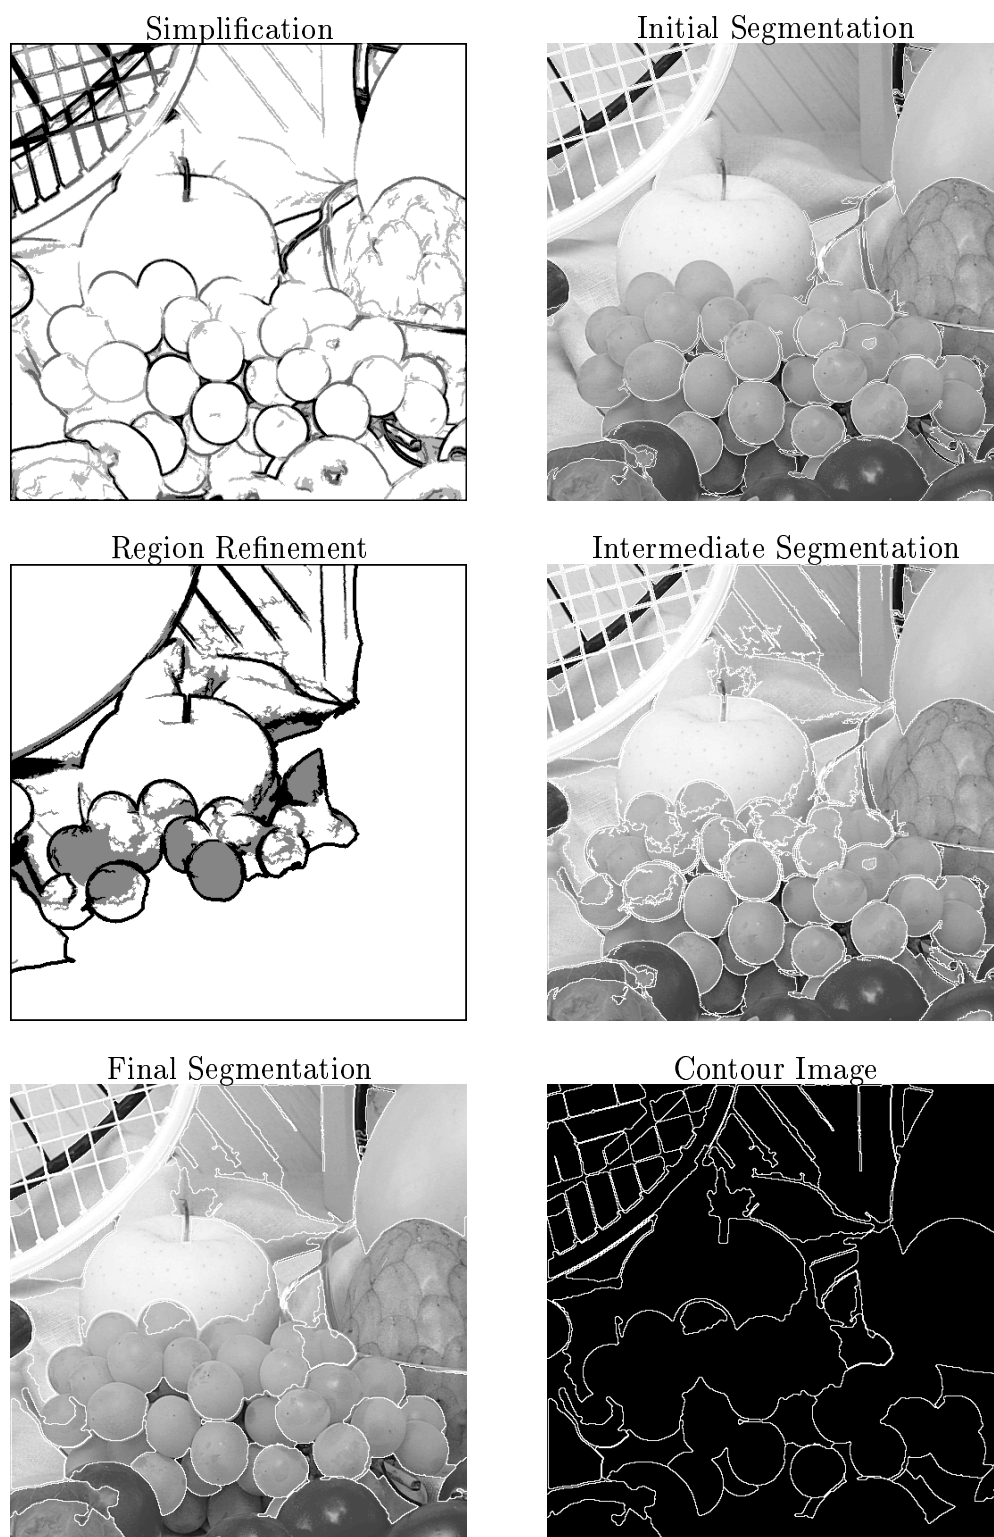 Simplification
Initial Segmentation
Region Refinement
Intermediate Segmentation
Final Segmentation
Contour Image